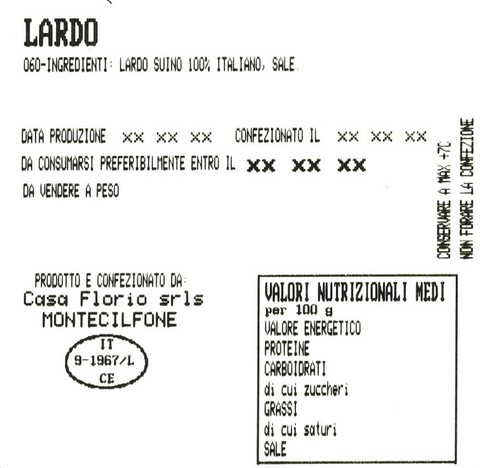 LARDO
060-INGREDIENTI: LARDO SUINO 100% ITALIANO, SALE.
DATA PRODUZIONE XX XX XX CONFEZIONATO IL XX XX XX
DA CONSUMARSI PREFERIBILMENTE ENTRO IL XX XX XX
DA VENDERE A PESO
CONSERVARE A MAX +7C
NON FORARE LA CONFEZIONE
PRODOTTO E CONFEZIONATO DA:
Casa Florio srls
MONTECILFONE
IT
9-1967/L
CE
VALORI NUTRIZIONALI MEDI
per 100 g
VALORE ENERGETICO
PROTEINE
CARBOIDRATI
di cui zuccheri
GRASSI
di cui saturi
SALE